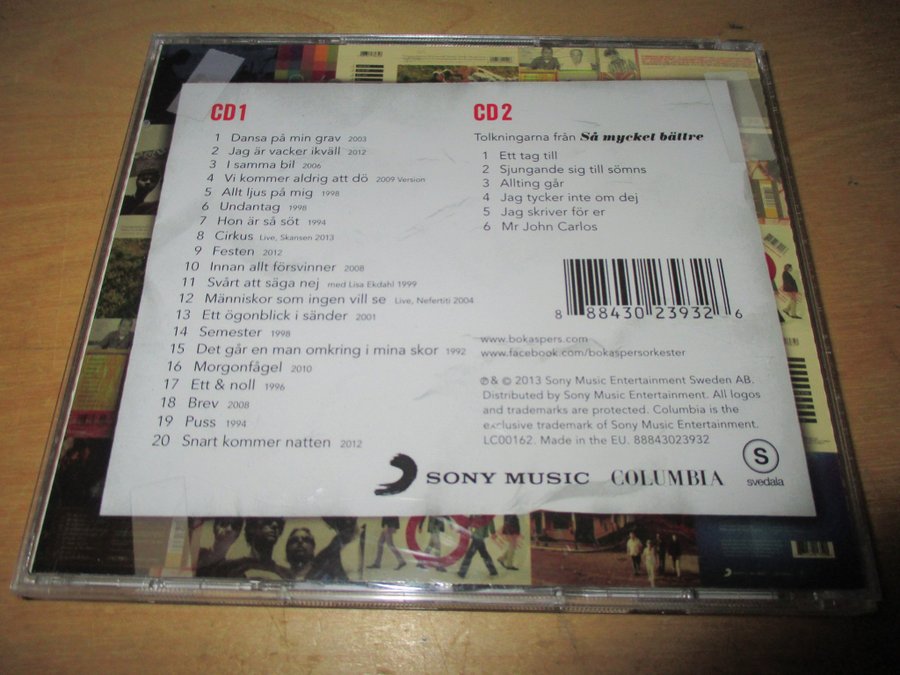 CD1
1 Dansa på min grav 2003
2 Jag är vacker ikväll 2012
3 I samma bil 2006
4 Vi kommer aldrig att dö 2009 Version
5 Allt ljus på mig 1998
6 Undantag 1998
7 Hon är så söt 1994
8 Cirkus Live, Skansen 2013
9 Festen 2012
10 Innan allt försvinner 2008
11 Svårt att säga nej med Lisa Ekdahl 1999
12 Människor som ingen vill se Live, Nefertiti 2004
13 Ett ögonblick i sänder 2001
14 Semester 1998
15 Det går en man omkring i mina skor 1992
16 Morgonfågel 2010
17 Ett & noll 1996
18 Brev 2008
19 Puss 1994
20 Snart kommer natten 2012
CD2
Tolkningarna från Så mycket bättre
1 Ett tag till
2 Sjungande sig till sömns
3 Allting går
4 Jag tycker inte om dej
5 Jag skriver för er
6 Mr John Carlos
8 88430 23932 6
www.bokaspers.com
www.facebook.com/bokaspersorkester
℗ & © 2013 Sony Music Entertainment Sweden AB.
Distributed by Sony Music Entertainment. All logos
and trademarks are protected. Columbia is the
exclusive trademark of Sony Music Entertainment.
LC00162. Made in the EU. 88843023932
SONY MUSIC COLUMBIA
S
svedala